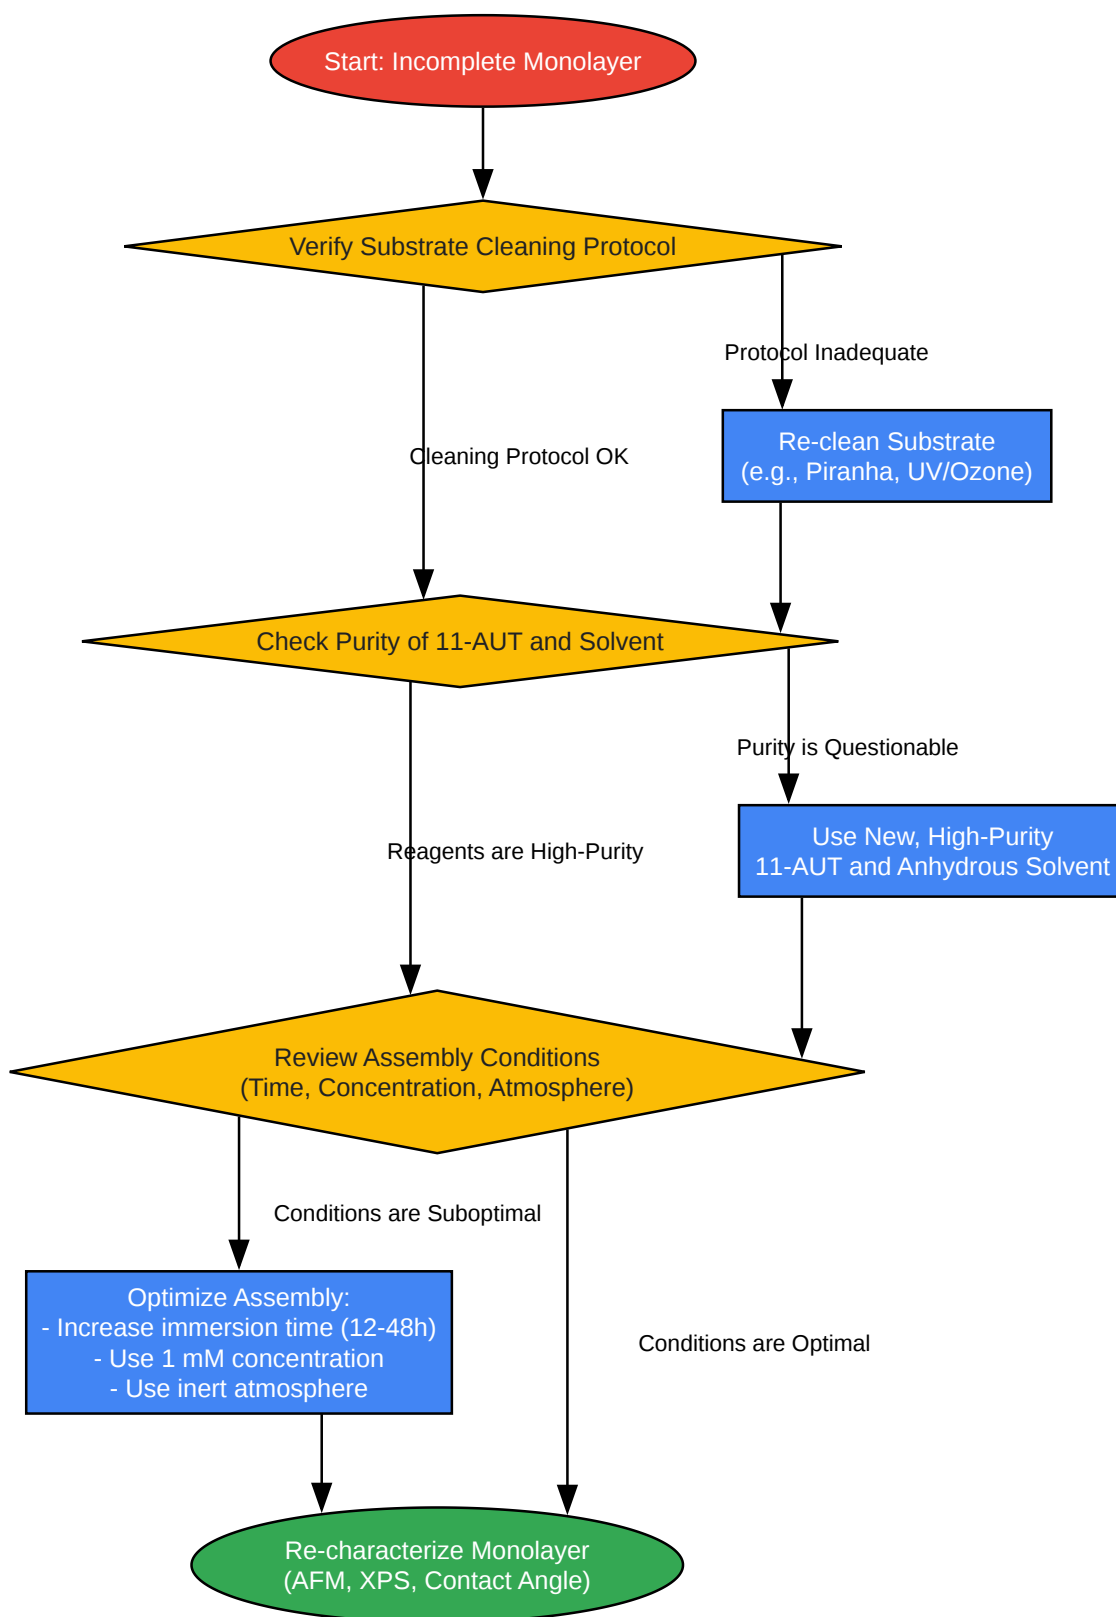 Start: Incomplete Monolayer
Verify Substrate Cleaning Protocol
Protocol Inadequate
Re-clean Substrate
(e.g., Piranha, UV/Ozone)
Cleaning Protocol OK
Check Purity of 11-AUT and Solvent
Purity is Questionable
Use New, High-Purity
11-AUT and Anhydrous Solvent
Reagents are High-Purity
Review Assembly Conditions
(Time, Concentration, Atmosphere)
Conditions are Suboptimal
Optimize Assembly:
- Increase immersion time (12-48h)
- Use 1 mM concentration
- Use inert atmosphere
Conditions are Optimal
Re-characterize Monolayer
(AFM, XPS, Contact Angle)